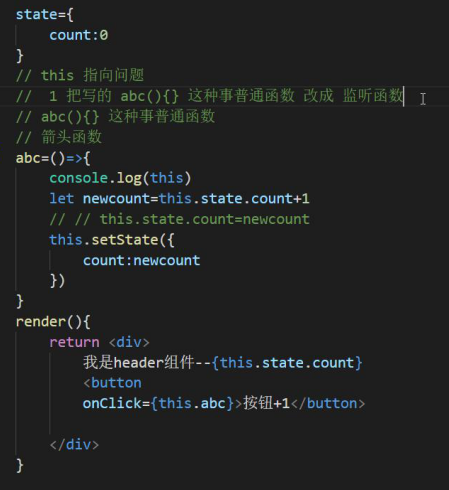 state={
count:0
}
// this 指向问题
//  1 把写的 abc(){} 这种事普通函数 改成 监听函数
// abc(){} 这种事普通函数
// 箭头函数
abc=()=>{
console.log(this)
let newcount=this.state.count+1
// // this.state.count=newcount
this.setState({
count:newcount
})
}
render(){
return <div>
我是header组件--{this.state.count}
<button
onClick={this.abc}>按钮+1</button>
</div>
}